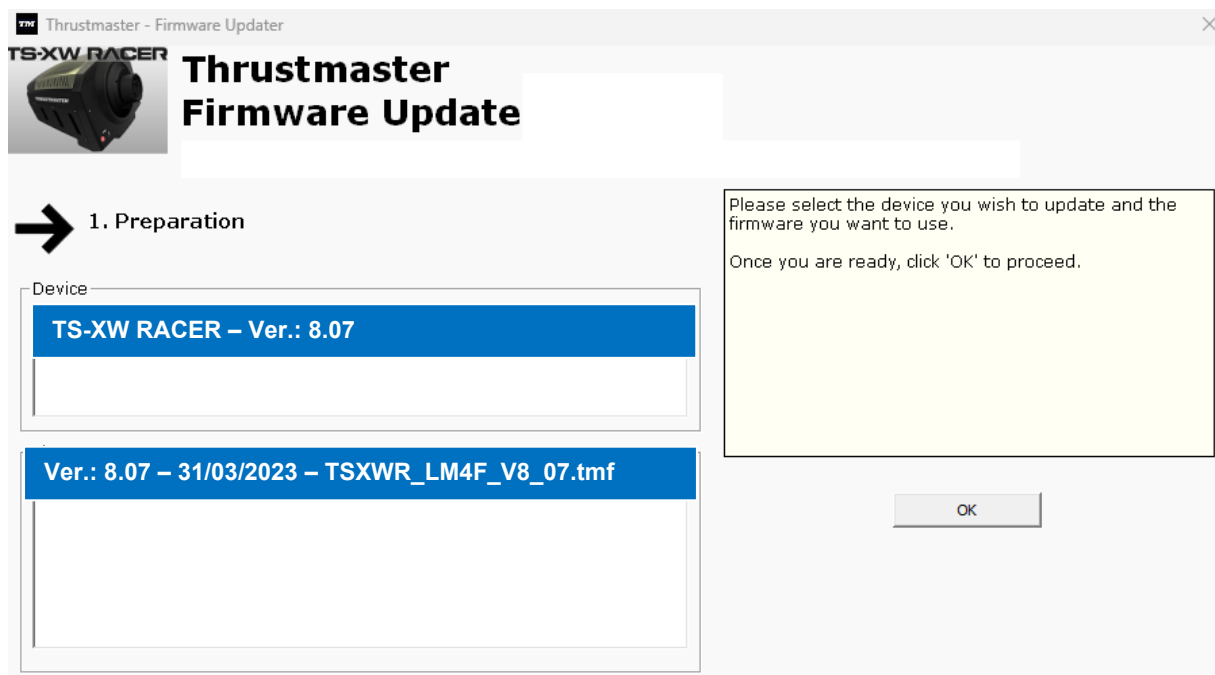 Thrustmaster - Firmware Updater
TS-XW RACER
Thrustmaster
Firmware Update
1. Preparation
Please select the device you wish to update and the
firmware you want to use.
Once you are ready, click 'OK' to proceed.
Device
TS-XW RACER – Ver.: 8.07
Ver.: 8.07 – 31/03/2023 – TSXWR_LM4F_V8_07.tmf
OK